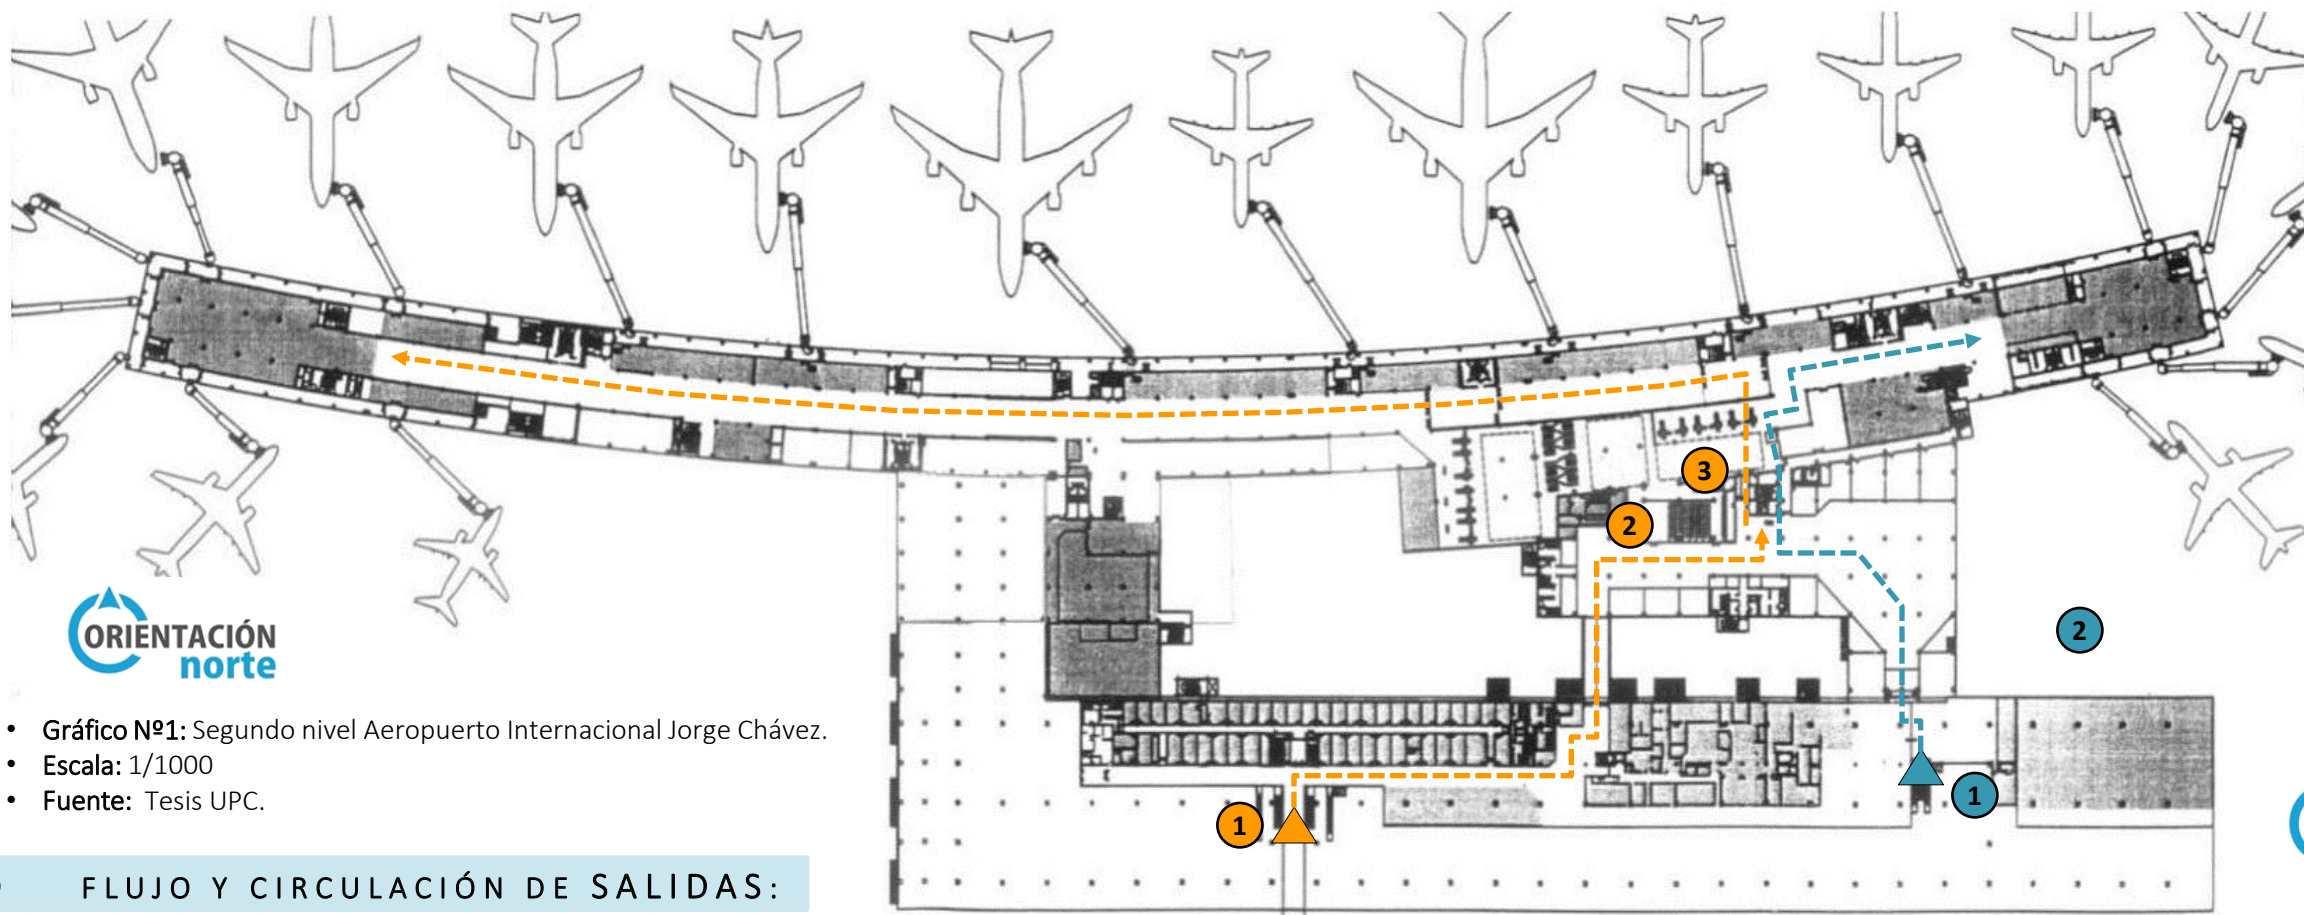 3
2
ORIENTACIÓN
norte
2
• Gráfico Nº1: Segundo nivel Aeropuerto Internacional Jorge Chávez.
• Escala: 1/1000
• Fuente: Tesis UPC.
1
1
FLUJO Y CIRCULACIÓN DE SALIDAS: